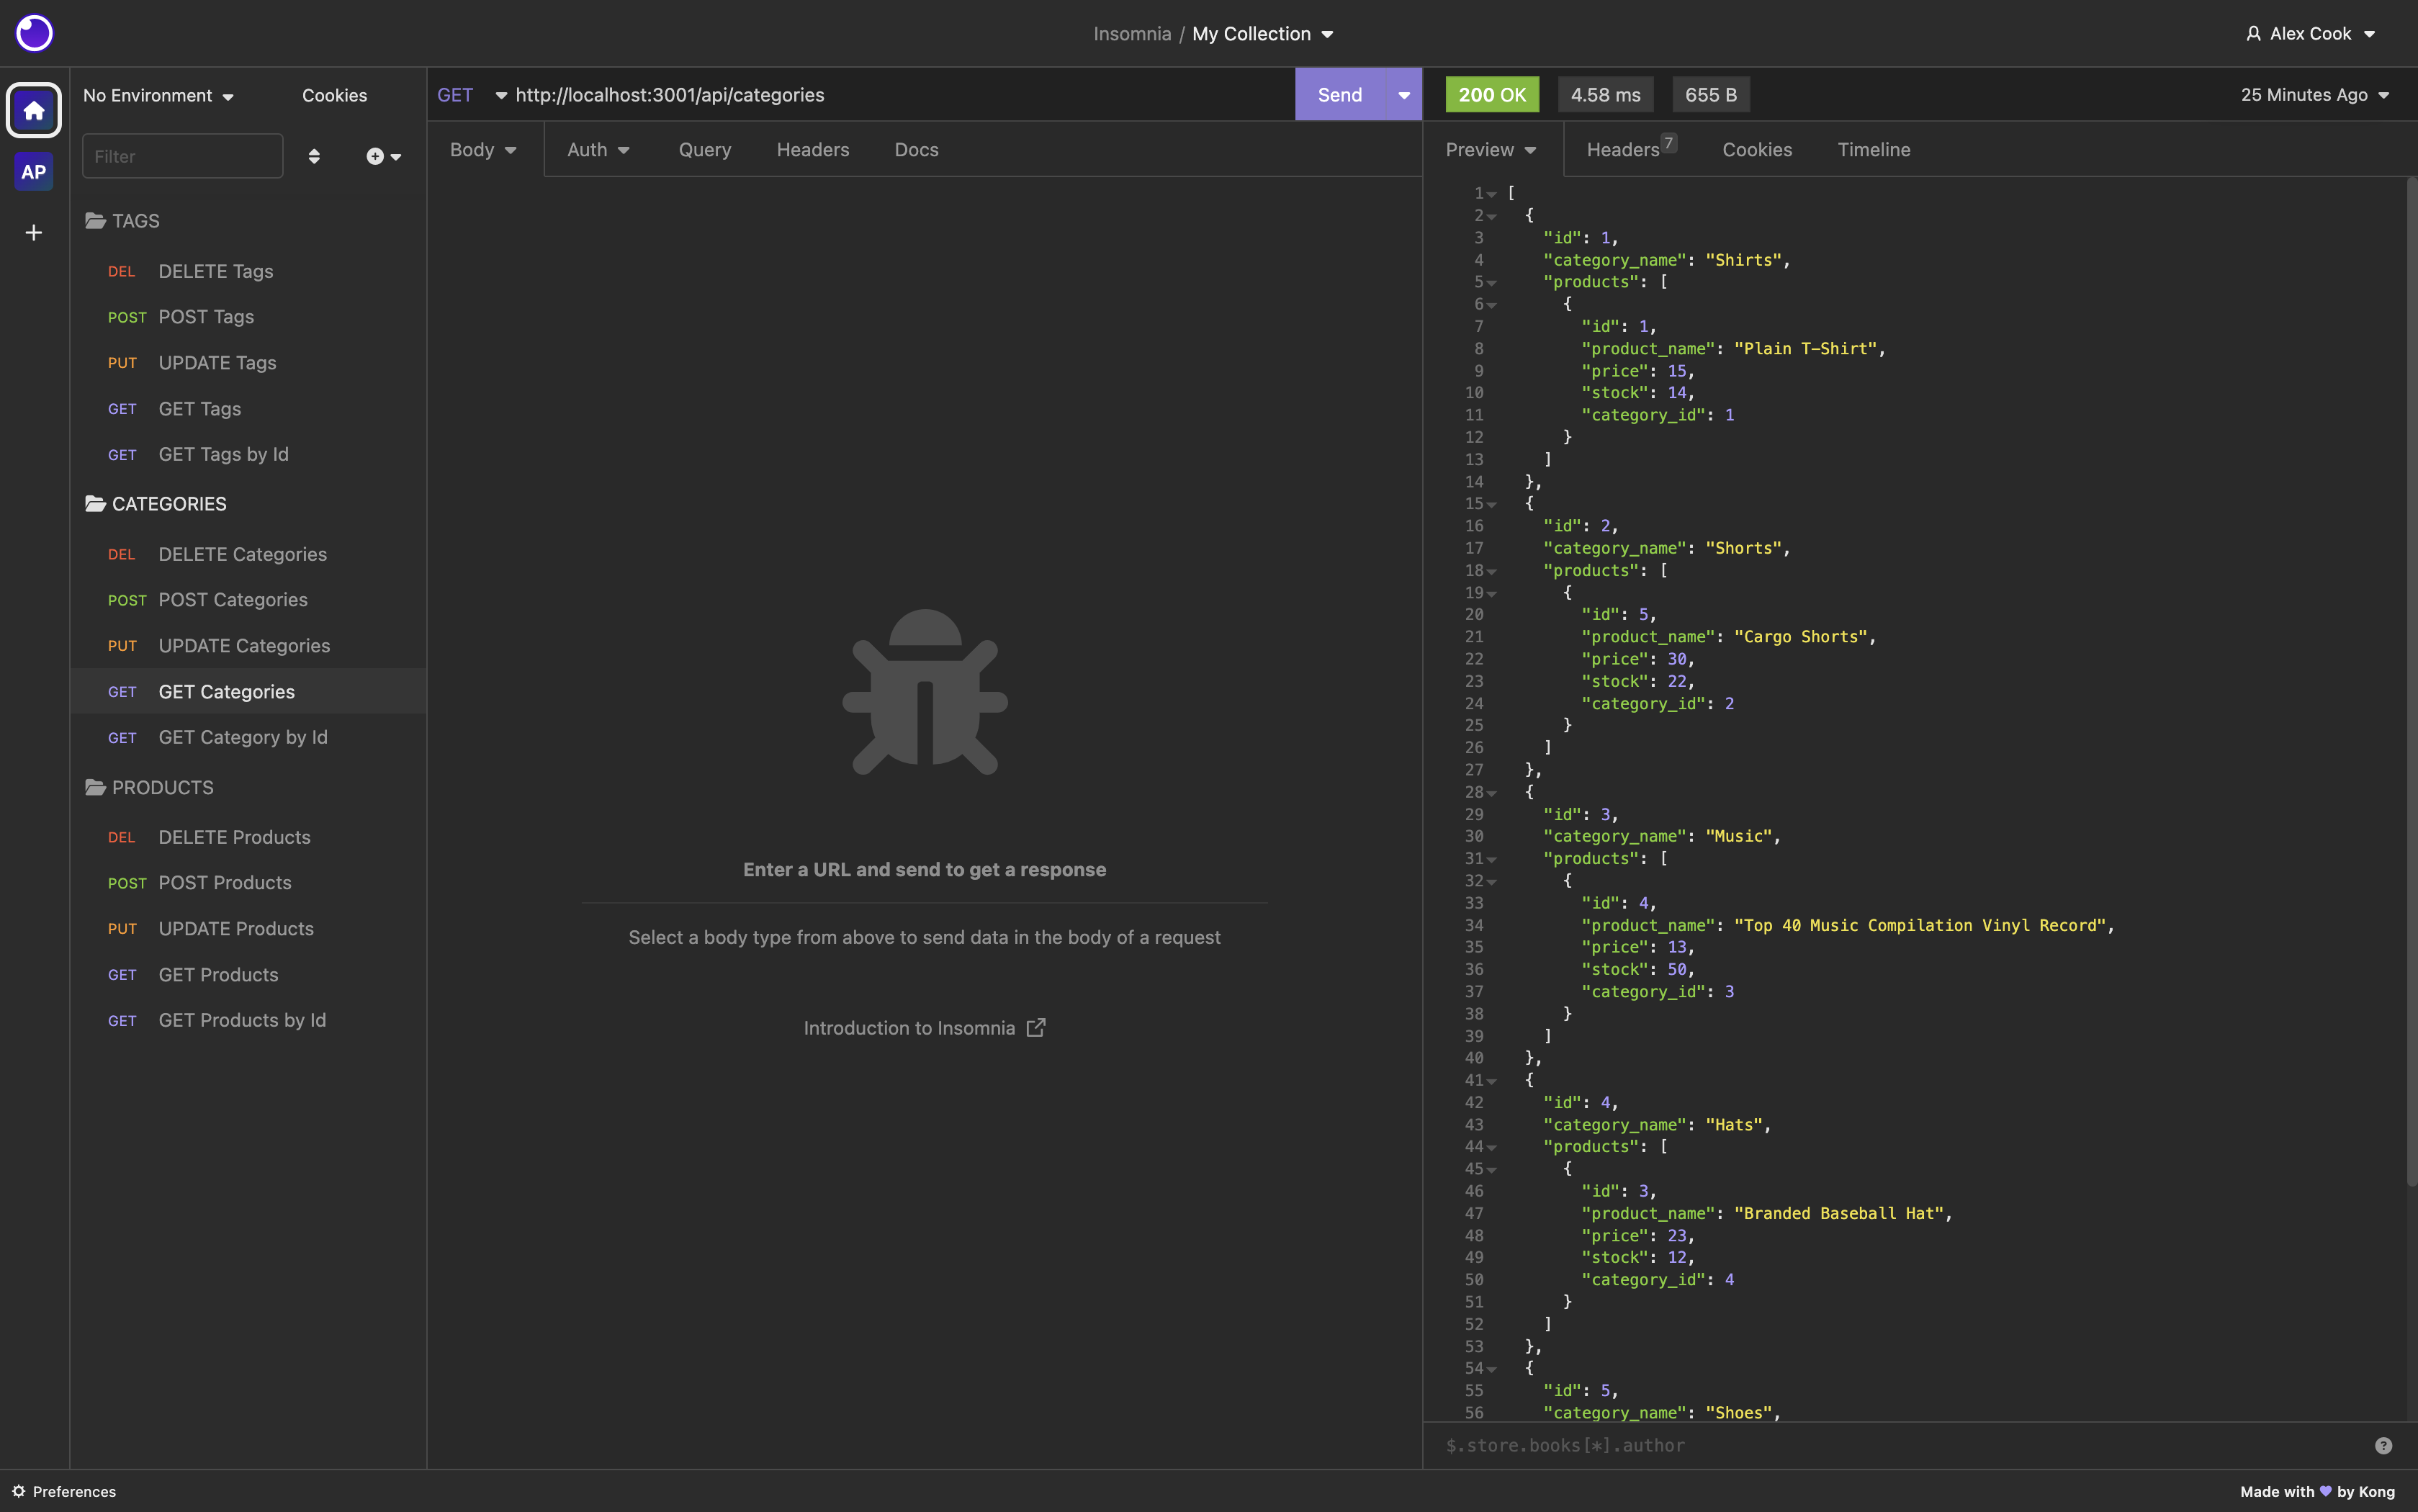 Insomnia / My Collection
Alex Cook
AP
No Environment
Cookies
Filter
TAGS
DEL DELETE Tags
POST POST Tags
PUT UPDATE Tags
GET GET Tags
GET GET Tags by Id
CATEGORIES
DEL DELETE Categories
POST POST Categories
PUT UPDATE Categories
GET GET Categories
GET GET Category by Id
PRODUCTS
DEL DELETE Products
POST POST Products
PUT UPDATE Products
GET GET Products
GET GET Products by Id
GET http://localhost:3001/api/categories
Send
Body Auth Query Headers Docs
Enter a URL and send to get a response
Select a body type from above to send data in the body of a request
Introduction to Insomnia
200 OK 4.58 ms 655 B
25 Minutes Ago
Preview Headers 7 Cookies Timeline
1 [
2 {
3 "id": 1,
4 "category_name": "Shirts",
5 "products": [
6 {
7 "id": 1,
8 "product_name": "Plain T-Shirt",
9 "price": 15,
10 "stock": 14,
11 "category_id": 1
12 }
13 ]
14 },
15 {
16 "id": 2,
17 "category_name": "Shorts",
18 "products": [
19 {
20 "id": 5,
21 "product_name": "Cargo Shorts",
22 "price": 30,
23 "stock": 22,
24 "category_id": 2
25 }
26 ]
27 },
28 {
29 "id": 3,
30 "category_name": "Music",
31 "products": [
32 {
33 "id": 4,
34 "product_name": "Top 40 Music Compilation Vinyl Record",
35 "price": 13,
36 "stock": 50,
37 "category_id": 3
38 }
39 ]
40 },
41 {
42 "id": 4,
43 "category_name": "Hats",
44 "products": [
45 {
46 "id": 3,
47 "product_name": "Branded Baseball Hat",
48 "price": 23,
49 "stock": 12,
50 "category_id": 4
51 }
52 ]
53 },
54 {
55 "id": 5,
56 "category_name": "Shoes",
$.store.books[*].author
Preferences
Made with 💜 by Kong